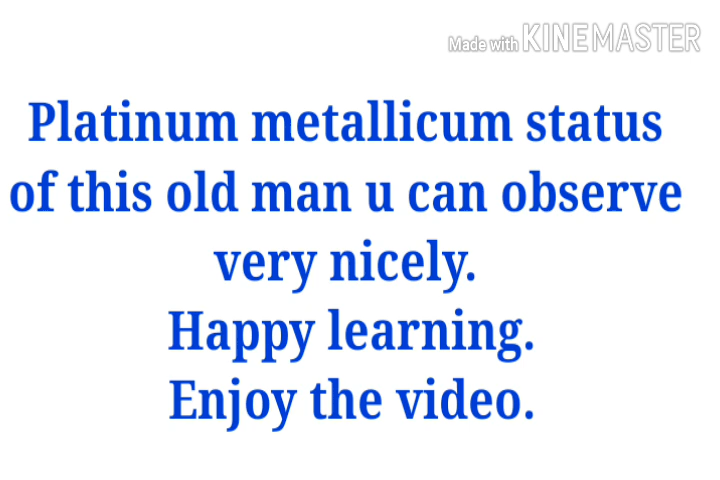 Made with KINEMASTER
Platinum metallicum status
of this old man u can observe
very nicely.
Happy learning.
Enjoy the video.